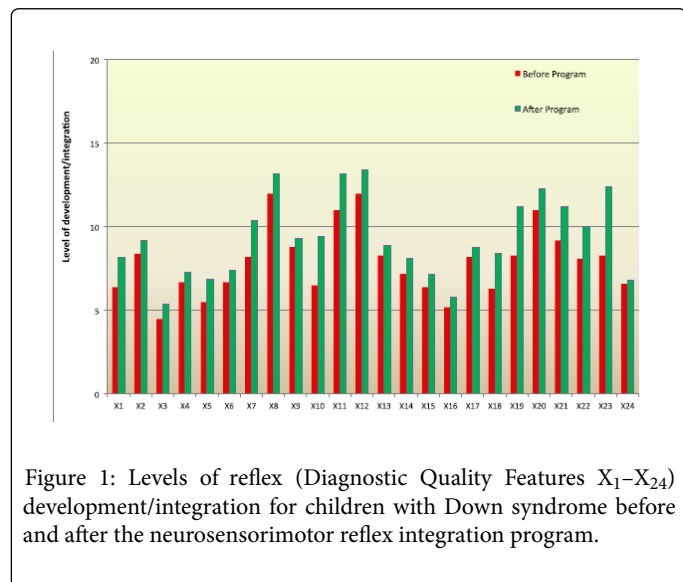 20
Before Program
After Program
15
Level of development/integration
10
5
0
X1 X2 X3 X4 X5 X6 X7 X8 X9 X10 X11 X12 X13 X14 X15 X16 X17 X18 X19 X20 X21 X22 X23 X24
Figure 1: Levels of reflex (Diagnostic Quality Features X₁–X₂₄)
development/integration for children with Down syndrome before
and after the neurosensorimotor reflex integration program.